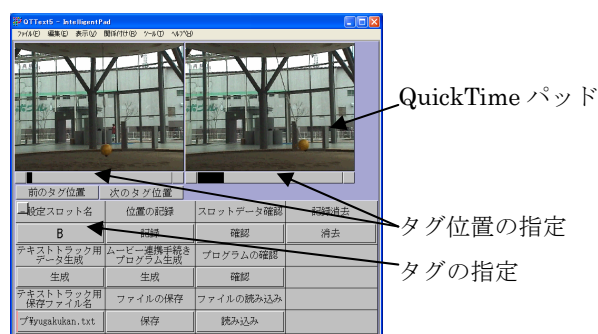 QTText5 - IntelligentPad
ファイル(F) 編集(E) 表示(V) 関係付け(R) ツール(T) ヘルプ(H)
QuickTime パッド
前のタグ位置 次のタグ位置
タグ位置の指定
設定スロット名 位置の記録 スロットデータ確認 記録消去
B 記録 確認 消去
タグの指定
テキストトラック用 ムービー連携手続き プログラムの確認
データ生成 プログラム生成
生成 生成 確認
テキストトラック用 ファイルの保存 ファイルの読み込み
保存ファイル名
プ¥yugakukan.txt 保存 読み込み